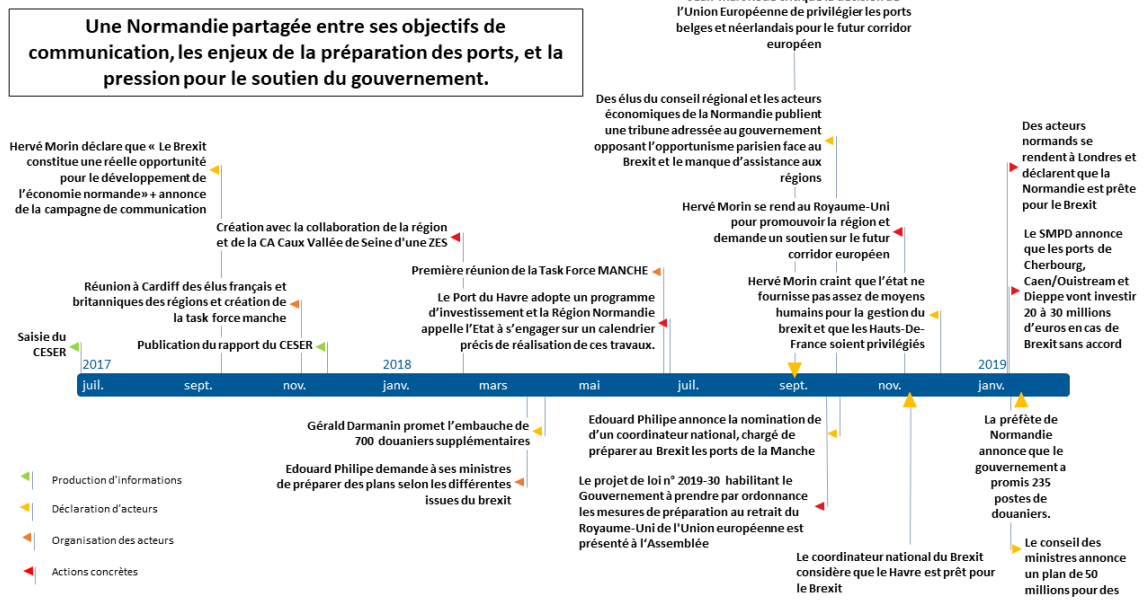 Une Normandie partagée entre ses objectifs de
communication, les enjeux de la préparation des ports, et la
pression pour le soutien du gouvernement.
l’Union Européenne de privilégier les ports
belges et néerlandais pour le futur corridor
européen
Des élus du conseil régional et les acteurs
économiques de la Normandie publient
une tribune adressée au gouvernement
opposant l’opportunisme parisien face au
Brexit et le manque d’assistance aux
régions
Des acteurs
normands se
rendent à Londres et
déclarent que la
Normandie est prête
pour le Brexit
Hervé Morin déclare que « Le Brexit
constitue une réelle opportunité
pour le développement de
l’économie normande» + annonce
de la campagne de communication
Hervé Morin se rend au Royaume-Uni
pour promouvoir la région et
demande un soutien sur le futur
corridor européen
Création avec la collaboration de la région
et de la CA Caux Vallée de Seine d'une ZES
Le SMPD annonce
que les ports de
Cherbourg,
Caen/Ouistream et
Dieppe vont investir
20 à 30 millions
d’euros en cas de
Brexit sans accord
Première réunion de la Task Force MANCHE
Hervé Morin craint que l’état ne
fournisse pas assez de moyens
humains pour la gestion du
brexit et que les Hauts-De-
France soient privilégiés
Réunion à Cardiff des élus français et
britanniques des régions et création de
la task force manche
Le Port du Havre adopte un programme
d’investissement et la Région Normandie
appelle l’Etat à s’engager sur un calendrier
précis de réalisation de ces travaux.
Saisie du
CESER
Publication du rapport du CESER
2017 2018 2019
juil. sept. nov. janv. mars mai juil. sept. nov. janv.
Gérald Darmanin promet l’embauche de
700 douaniers supplémentaires
Edouard Philipe demande à ses ministres
de préparer des plans selon les différentes
issues du brexit
Edouard Philipe annonce la nomination de
d’un coordinateur national, chargé de
préparer au Brexit les ports de la Manche
Le projet de loi n° 2019-30 habilitant le
Gouvernement à prendre par ordonnance
les mesures de préparation au retrait du
Royaume-Uni de l'Union européenne est
présenté à l’Assemblée
La préfète de
Normandie
annonce que le
gouvernement a
promis 235
postes de
douaniers.
Le coordinateur national du Brexit
considère que le Havre est prêt pour
le Brexit
Le conseil des
ministres annonce
un plan de 50
millions pour des
Production d’informations
Déclaration d’acteurs
Organisation des acteurs
Actions concrètes